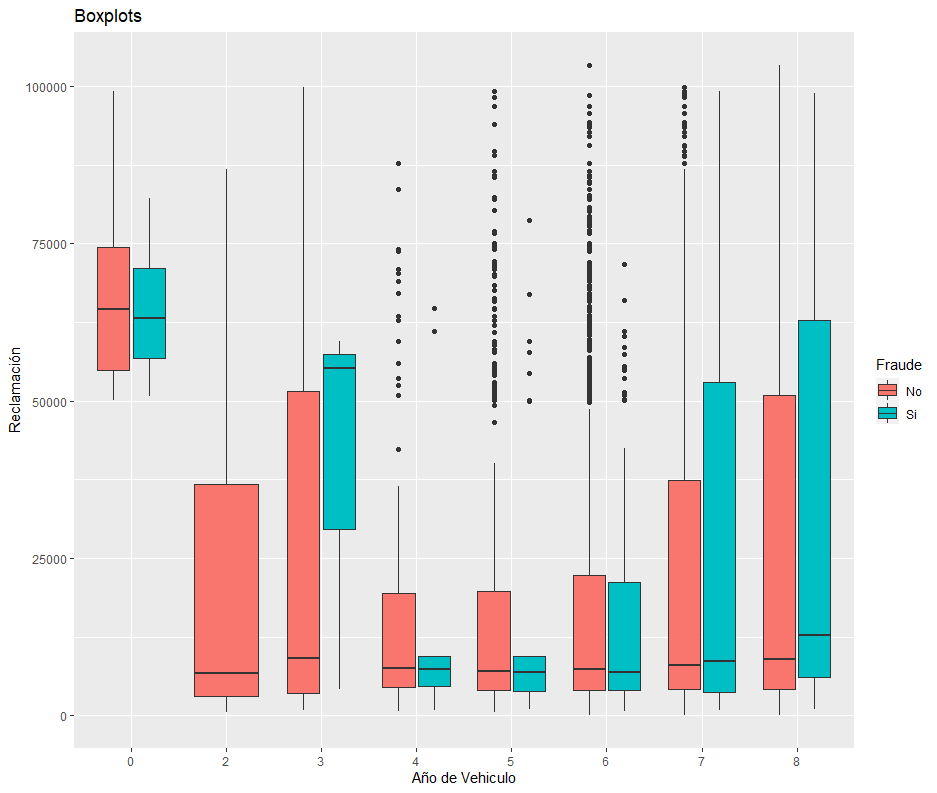 Boxplots
Reclamación
100000
75000
50000
25000
0
0 2 3 4 5 6 7 8
Año de Vehiculo
Fraude
No
Si